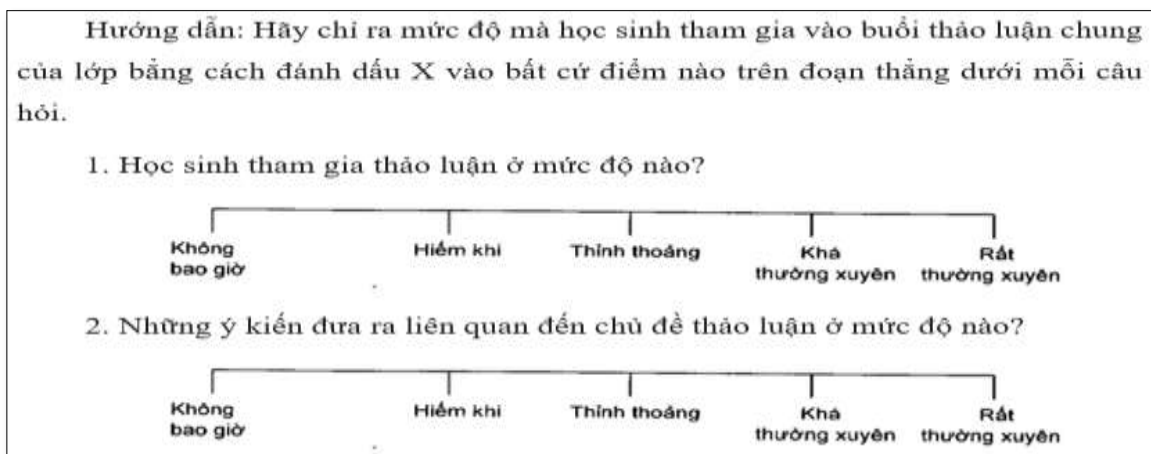 Hướng dẫn: Hãy chỉ ra mức độ mà học sinh tham gia vào buổi thảo luận chung
của lớp bằng cách đánh dấu X vào bất cứ điểm nào trên đoạn thẳng dưới mỗi câu
hỏi.
1. Học sinh tham gia thảo luận ở mức độ nào?
Không bao giờ
Hiếm khi
Thỉnh thoảng
Khá thường xuyên
Rất thường xuyên
2. Những ý kiến đưa ra liên quan đến chủ đề thảo luận ở mức độ nào?
Không bao giờ
Hiếm khi
Thỉnh thoảng
Khá thường xuyên
Rất thường xuyên